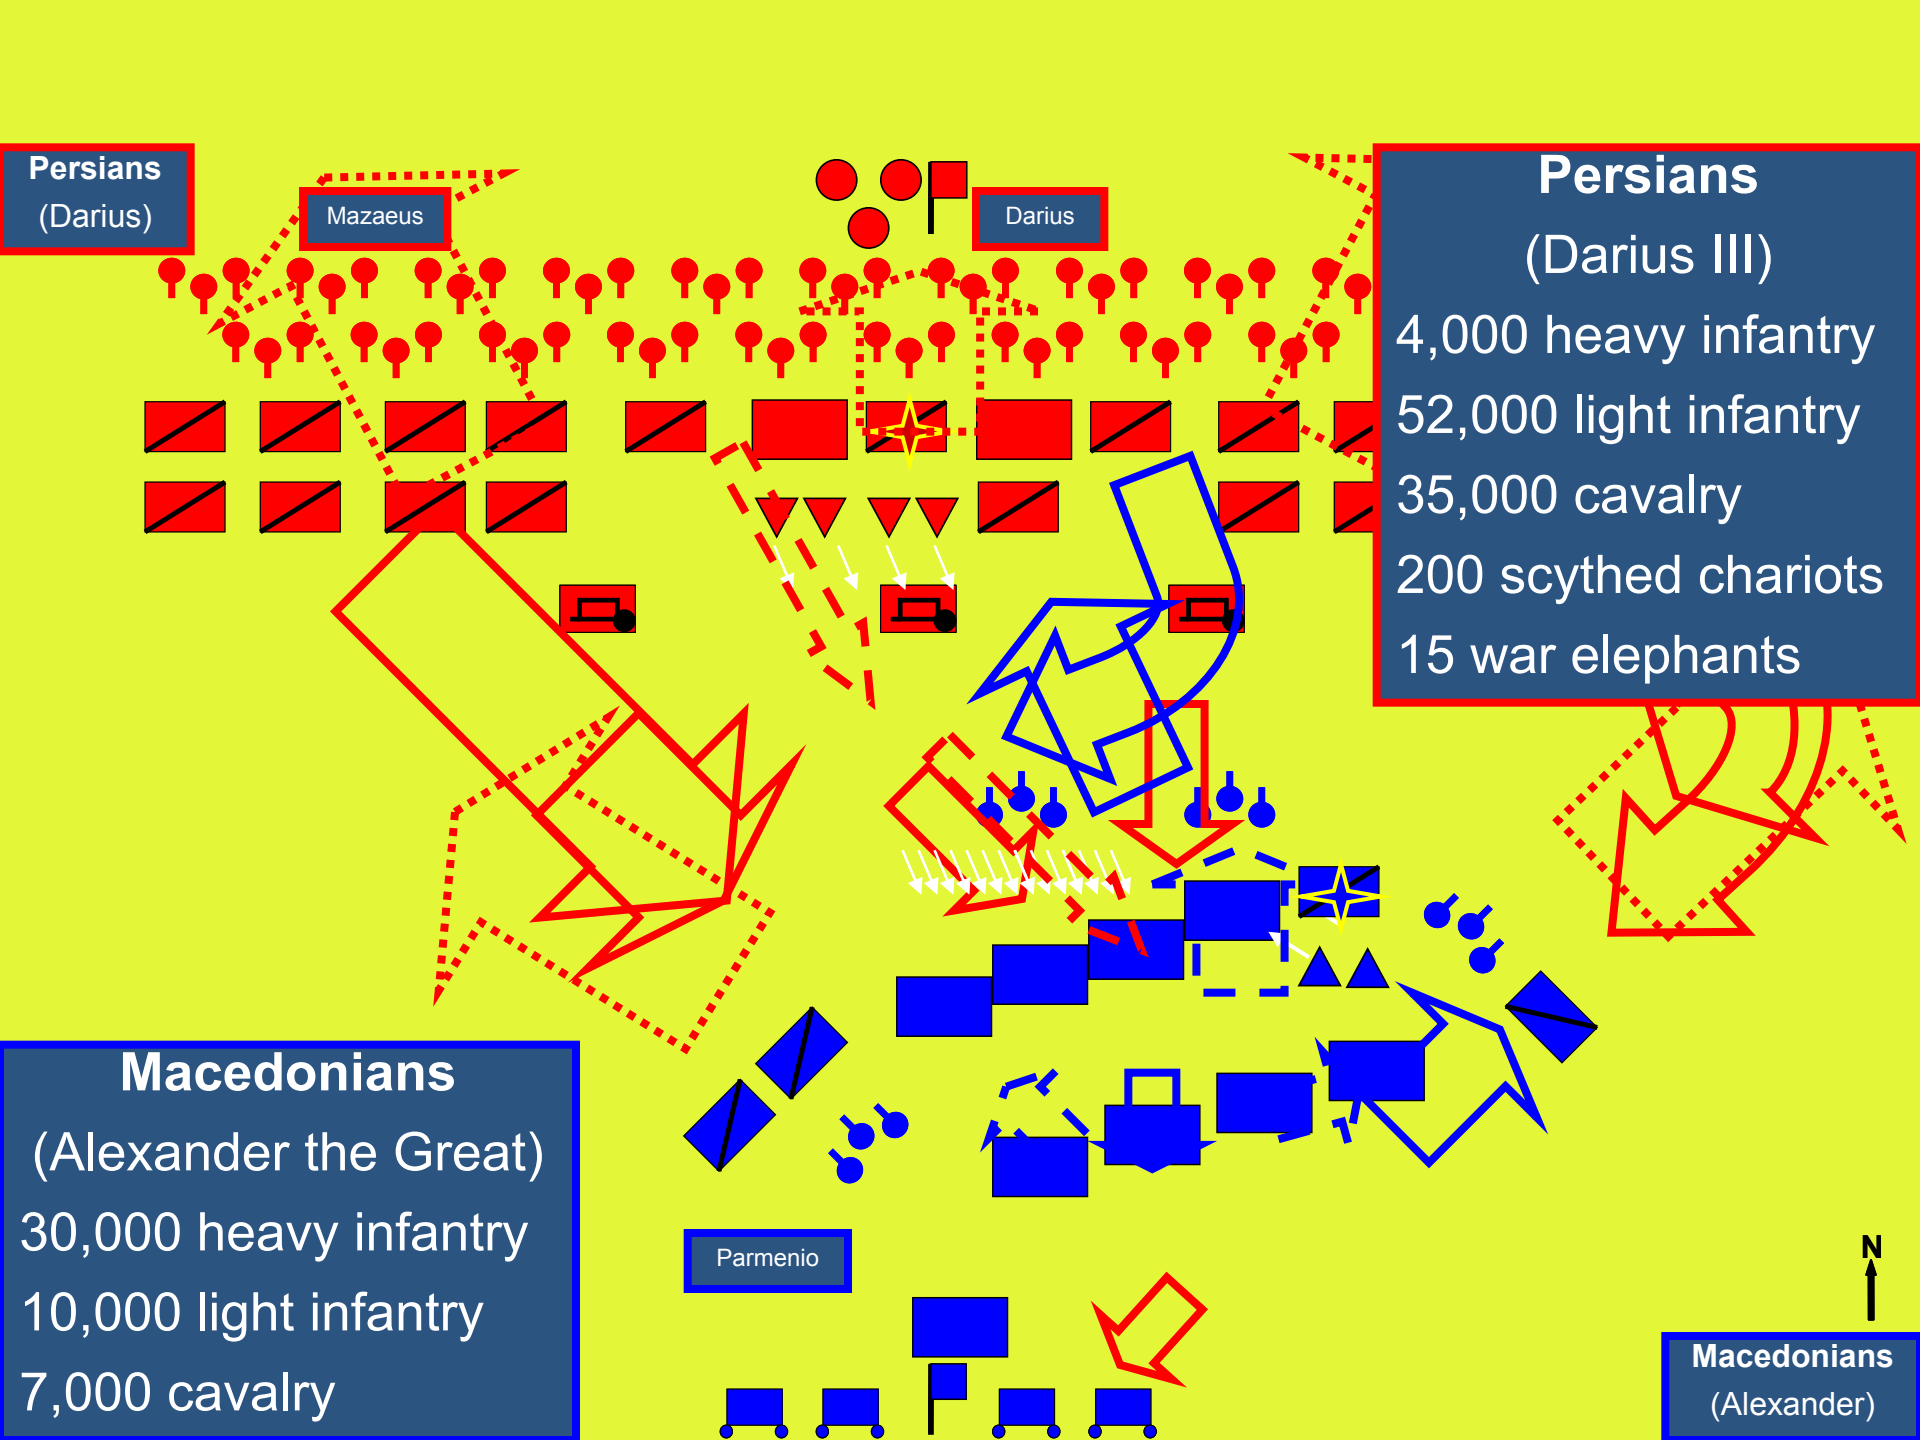 Persians
(Darius)
Mazaeus
Darius
Persians
(Darius III)
4,000 heavy infantry
52,000 light infantry
35,000 cavalry
200 scythed chariots
15 war elephants
Macedonians
(Alexander the Great)
30,000 heavy infantry
10,000 light infantry
7,000 cavalry
Parmenio
N
Macedonians
(Alexander)